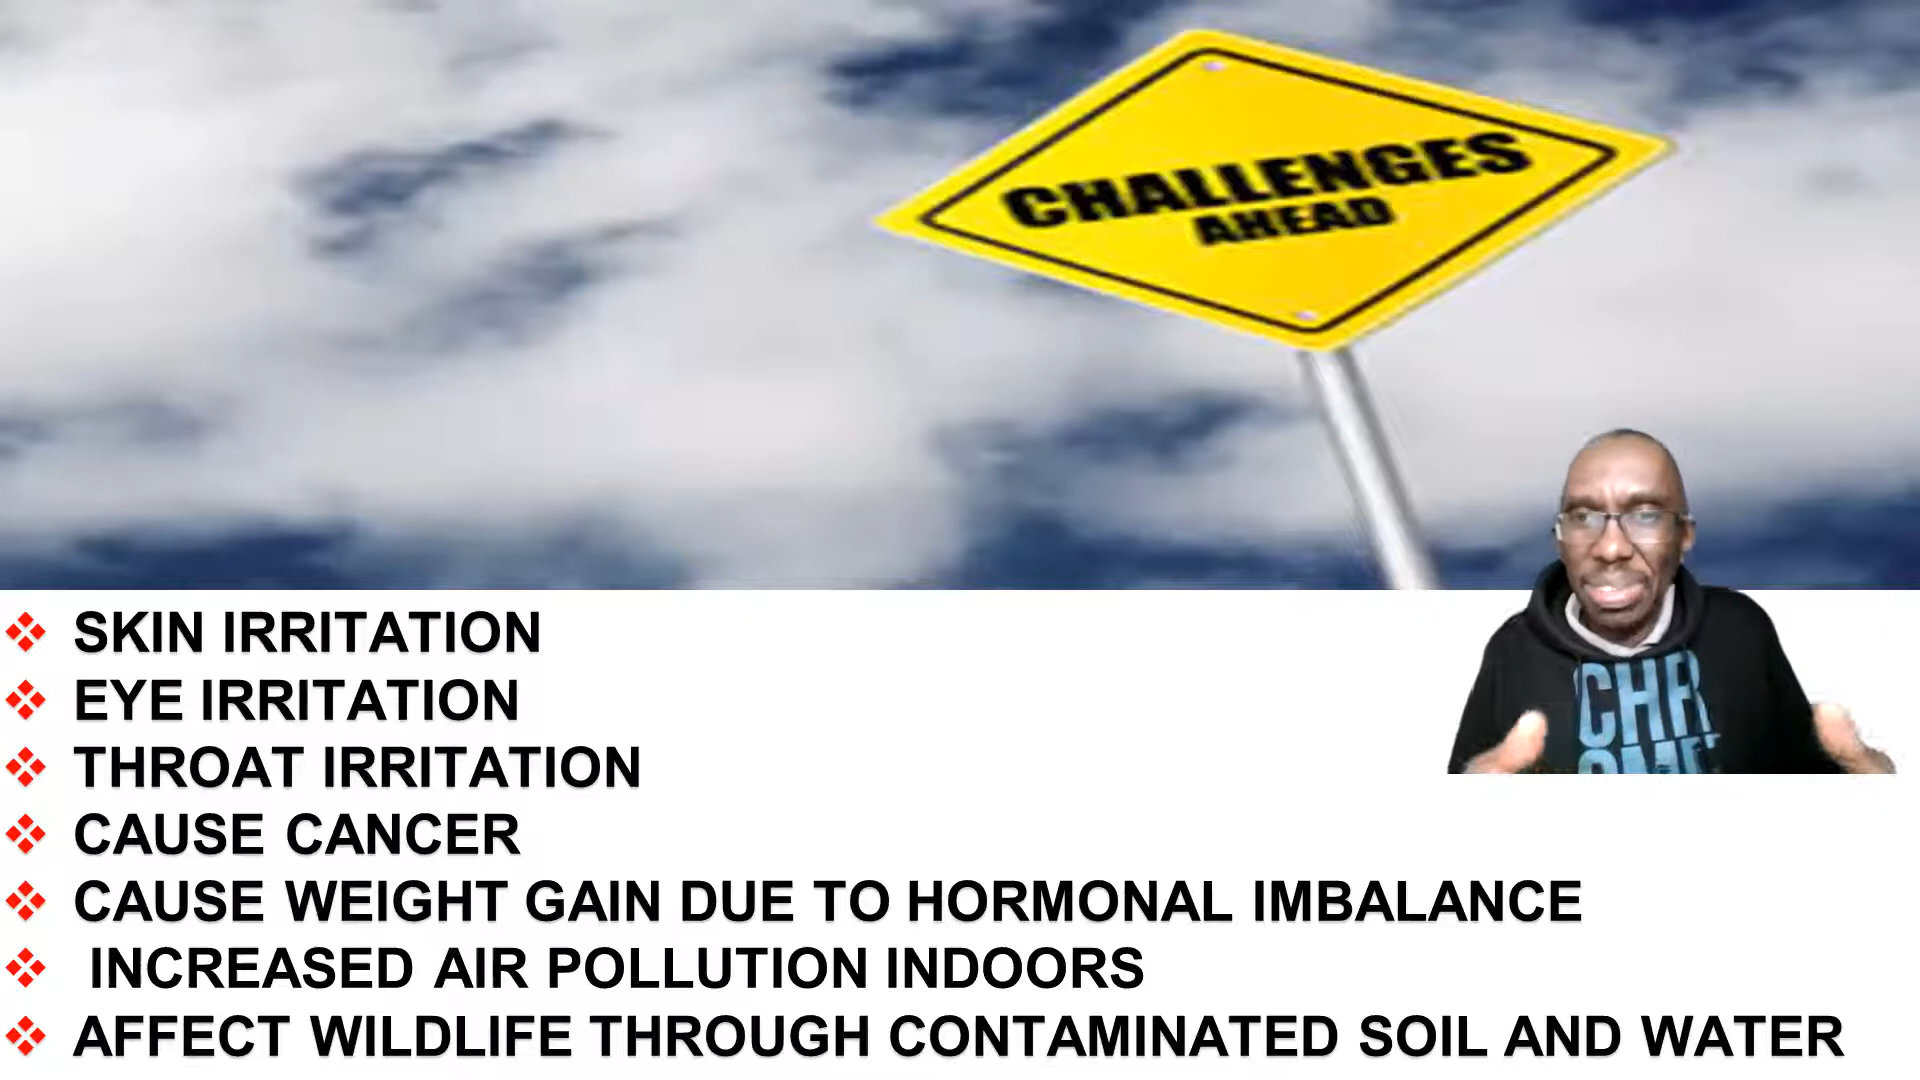 CHALLENGES
AHEAD
SKIN IRRITATION
EYE IRRITATION
THROAT IRRITATION
CAUSE CANCER
CAUSE WEIGHT GAIN DUE TO HORMONAL IMBALANCE
INCREASED AIR POLLUTION INDOORS
AFFECT WILDLIFE THROUGH CONTAMINATED SOIL AND WATER